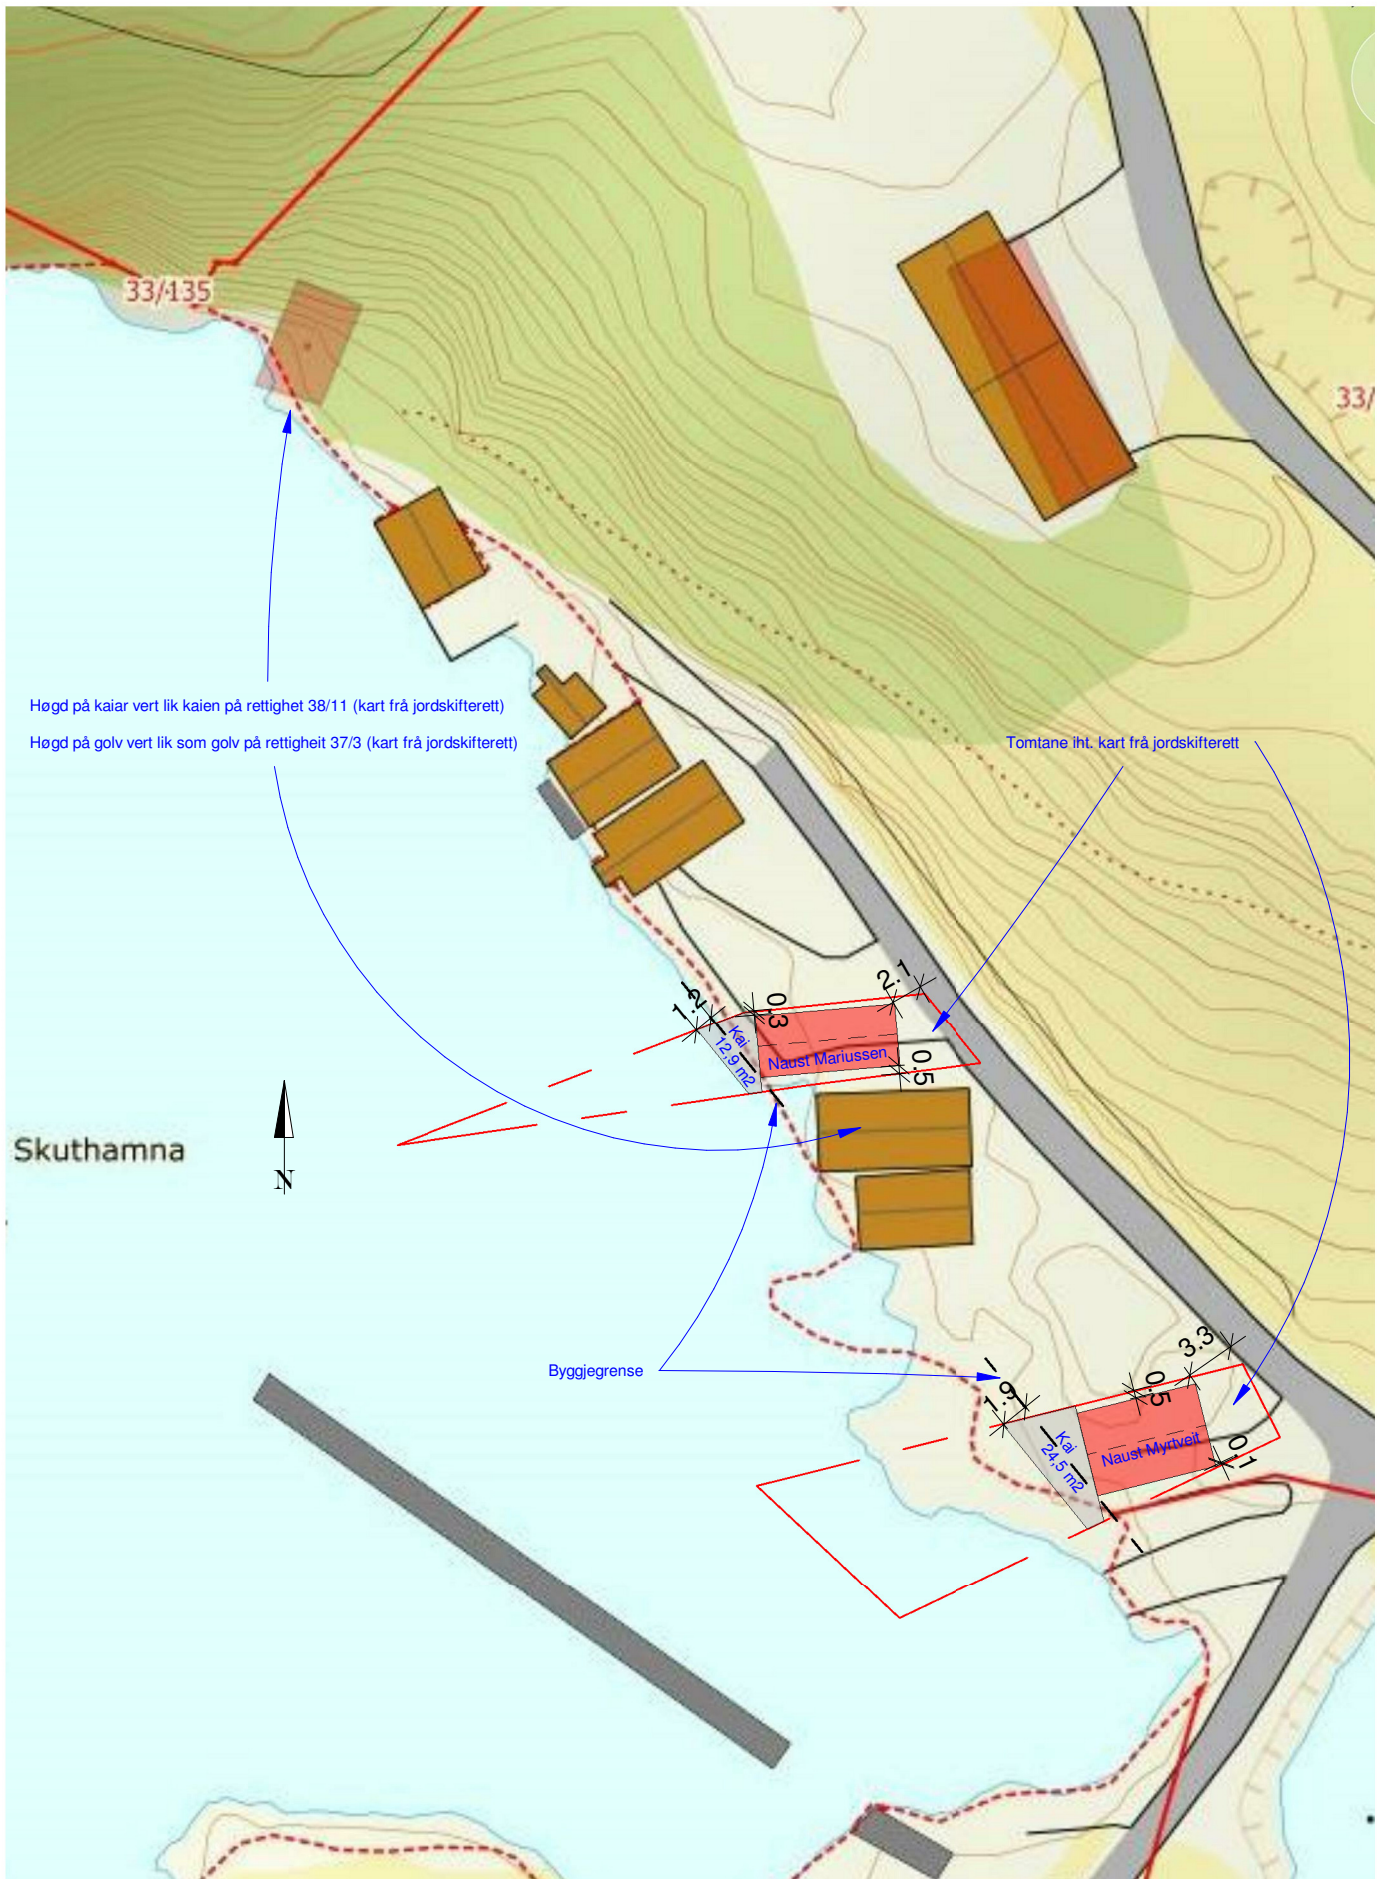 33/135
33/
Høgd på kaiar vert lik kaien på rettighet 38/11 (kart frå jordskifterett)
Høgd på golv vert lik som golv på rettigheit 37/3 (kart frå jordskifterett)
Tomtane iht. kart frå jordskifterett
2.1
1.2
0.3
Kai
12,9 m2
Naust Mariussen
0.5
Skuthamna
N
Byggjegrense
3.3
1.9
0.5
Kai
24,5 m2
Naust Myrtveit
0.1